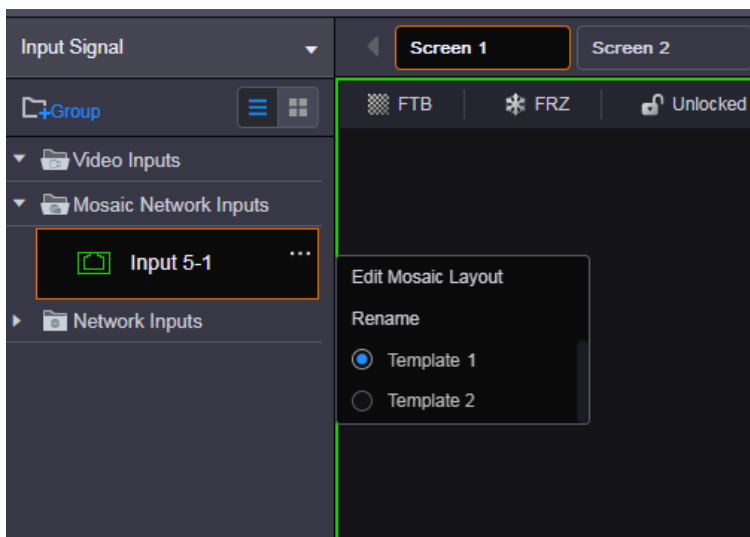 Input Signal
Screen 1
Screen 2
Group
FTB
FRZ
Unlocked
Video Inputs
Mosaic Network Inputs
Input 5-1
...
Network Inputs
Edit Mosaic Layout
Rename
Template 1
Template 2